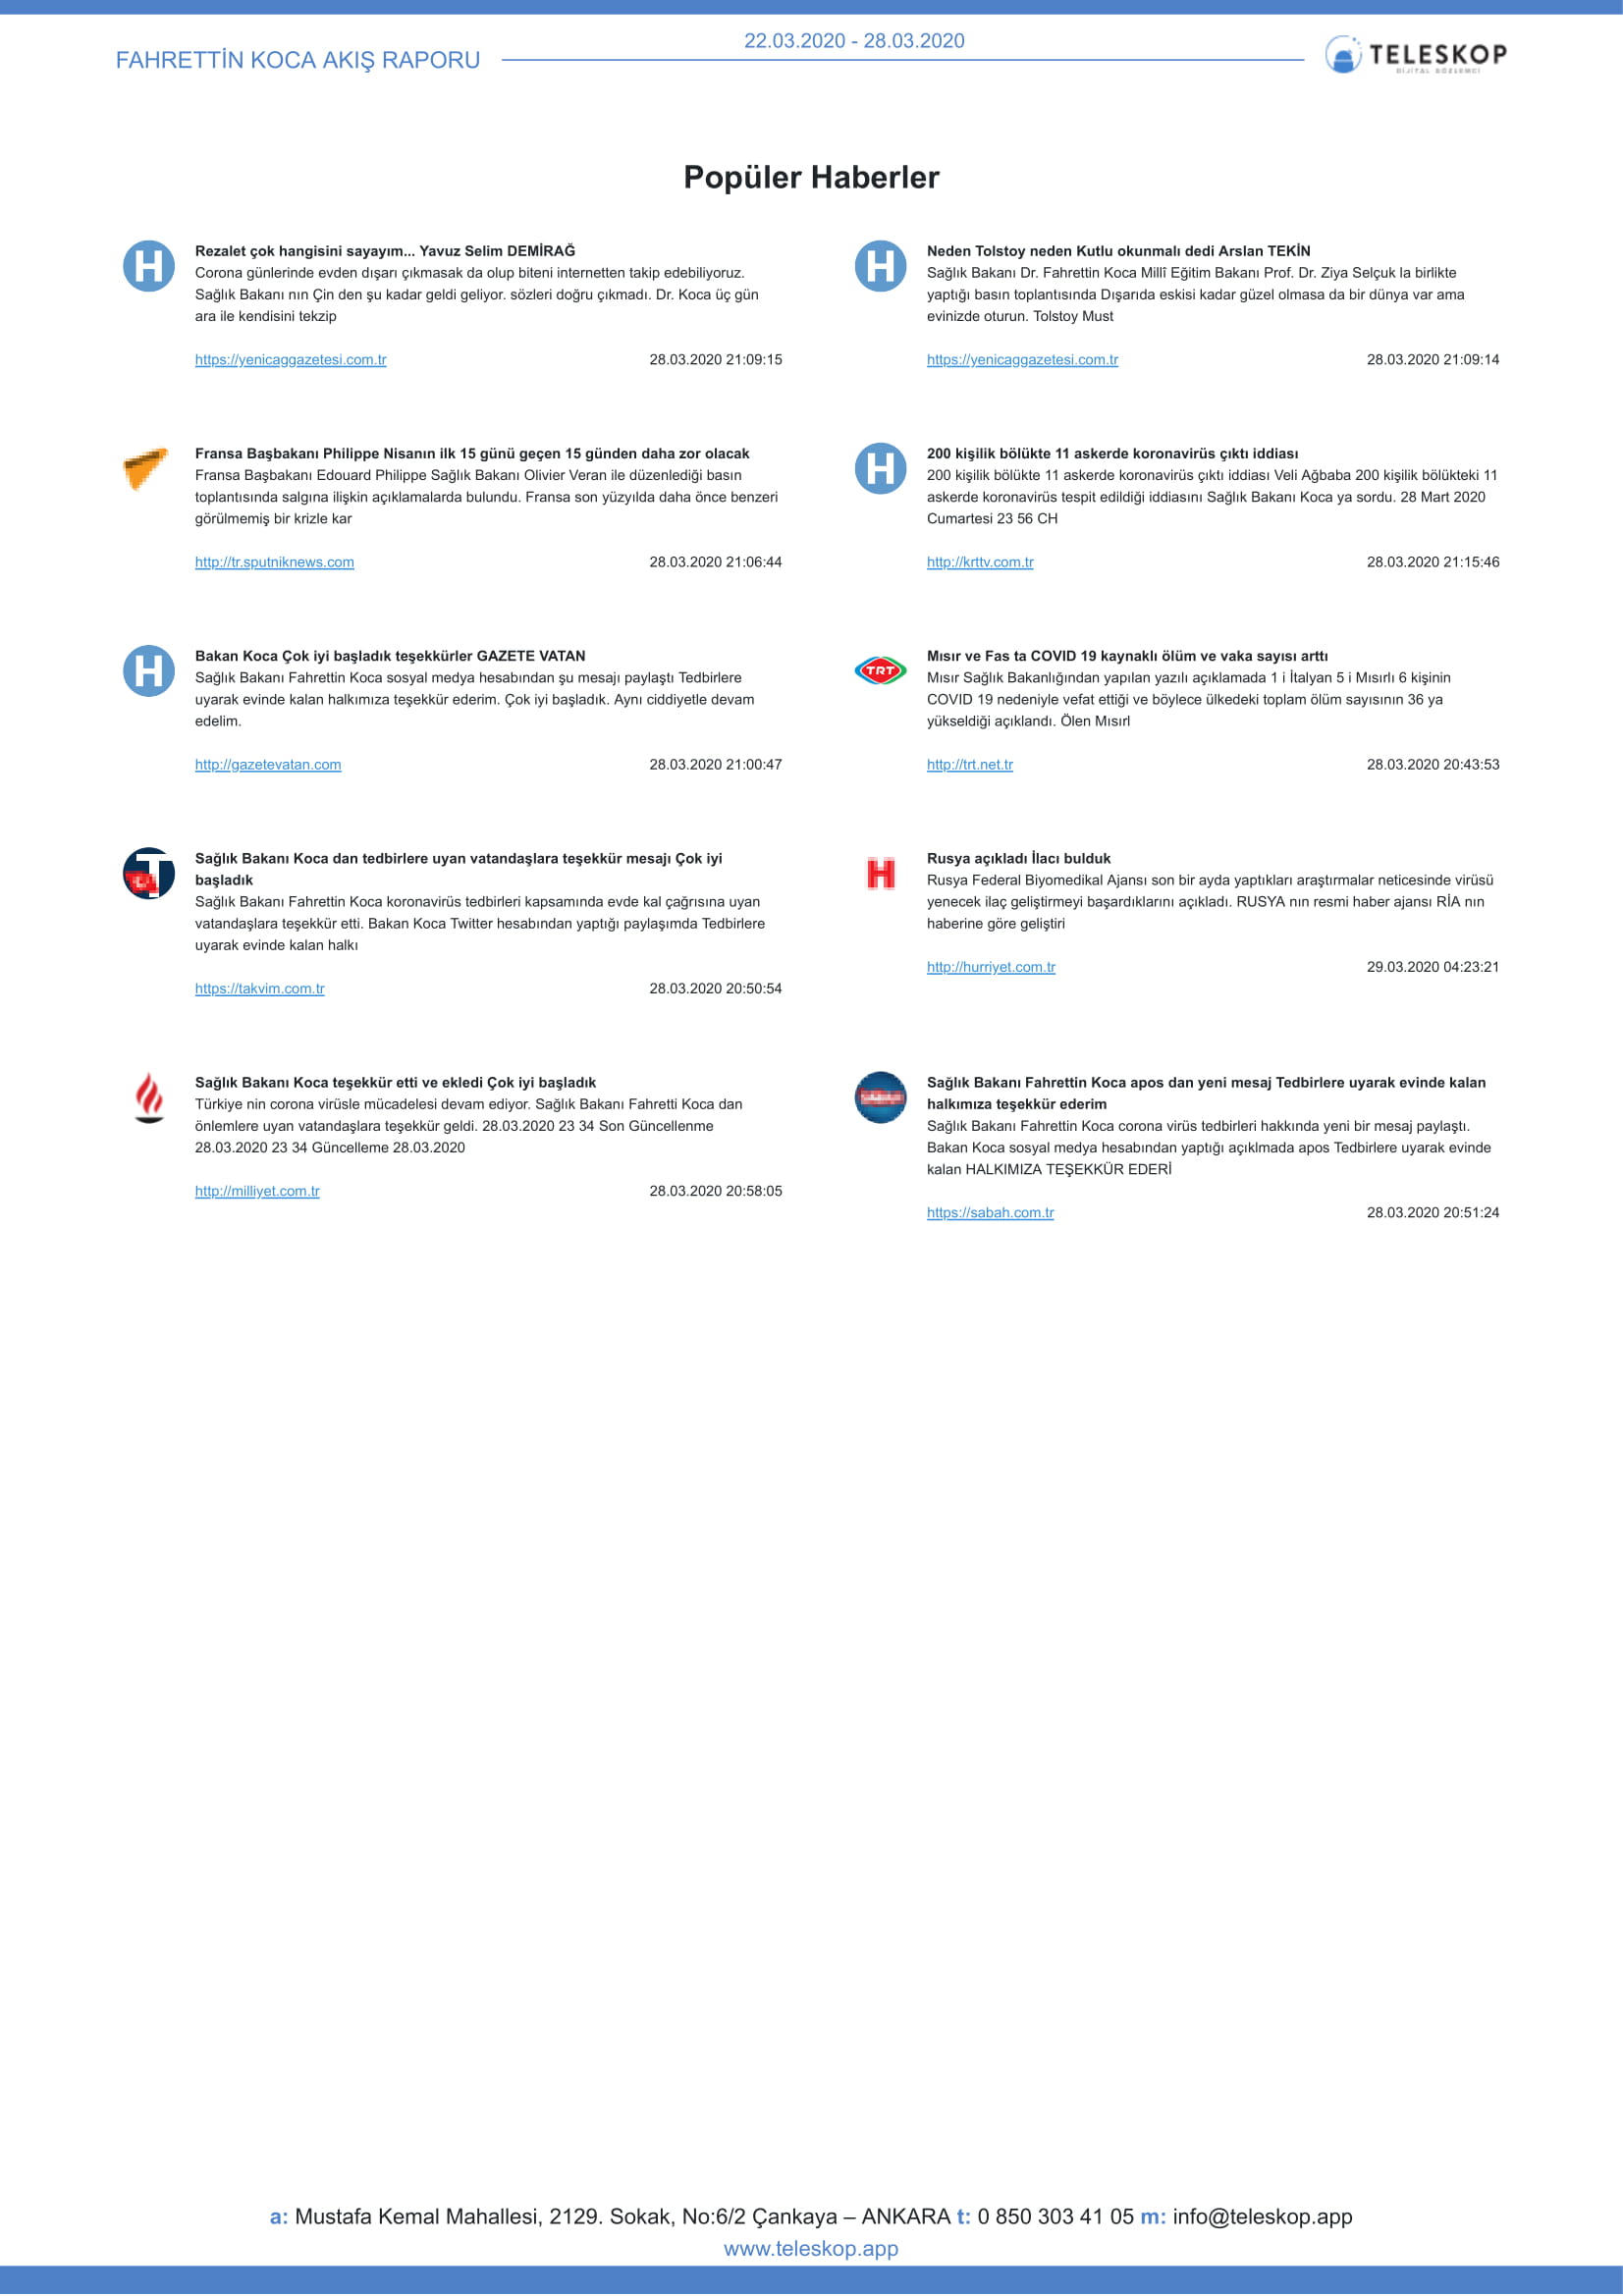 FAHRETTİN KOCA AKIŞ RAPORU
22.03.2020 - 28.03.2020
TELESKOP
DİJİTAL GÖZLEMCİ
Popüler Haberler
H
Rezalet çok hangisini sayayım... Yavuz Selim DEMİRAĞ
Corona günlerinde evden dışarı çıkmasak da olup biteni internetten takip edebiliyoruz.
Sağlık Bakanı nın Çin den şu kadar geldi geliyor. sözleri doğru çıkmadı. Dr. Koca üç gün
ara ile kendisini tekzip
https://yenicaggazetesi.com.tr 28.03.2020 21:09:15
H
Neden Tolstoy neden Kutlu okunmalı dedi Arslan TEKİN
Sağlık Bakanı Dr. Fahrettin Koca Millî Eğitim Bakanı Prof. Dr. Ziya Selçuk la birlikte
yaptığı basın toplantısında Dışarıda eskisi kadar güzel olmasa da bir dünya var ama
evinizde oturun. Tolstoy Must
https://yenicaggazetesi.com.tr 28.03.2020 21:09:14
Fransa Başbakanı Philippe Nisanın ilk 15 günü geçen 15 günden daha zor olacak
Fransa Başbakanı Edouard Philippe Sağlık Bakanı Olivier Veran ile düzenlediği basın
toplantısında salgına ilişkin açıklamalarda bulundu. Fransa son yüzyılda daha önce benzeri
görülmemiş bir krizle kar
http://tr.sputniknews.com 28.03.2020 21:06:44
H
200 kişilik bölükte 11 askerde koronavirüs çıktı iddiası
200 kişilik bölükte 11 askerde koronavirüs çıktı iddiası Veli Ağbaba 200 kişilik bölükteki 11
askerde koronavirüs tespit edildiği iddiasını Sağlık Bakanı Koca ya sordu. 28 Mart 2020
Cumartesi 23 56 CH
http://krttv.com.tr 28.03.2020 21:15:46
H
Bakan Koca Çok iyi başladık teşekkürler GAZETE VATAN
Sağlık Bakanı Fahrettin Koca sosyal medya hesabından şu mesajı paylaştı Tedbirlere
uyarak evinde kalan halkımıza teşekkür ederim. Çok iyi başladık. Aynı ciddiyetle devam
edelim.
http://gazetevatan.com 28.03.2020 21:00:47
TRT
Mısır ve Fas ta COVID 19 kaynaklı ölüm ve vaka sayısı arttı
Mısır Sağlık Bakanlığından yapılan yazılı açıklamada 1 i İtalyan 5 i Mısırlı 6 kişinin
COVID 19 nedeniyle vefat ettiği ve böylece ülkedeki toplam ölüm sayısının 36 ya
yükseldiği açıklandı. Ölen Mısırl
http://trt.net.tr 28.03.2020 20:43:53
T
Sağlık Bakanı Koca dan tedbirlere uyan vatandaşlara teşekkür mesajı Çok iyi
başladık
Sağlık Bakanı Fahrettin Koca koronavirüs tedbirleri kapsamında evde kal çağrısına uyan
vatandaşlara teşekkür etti. Bakan Koca Twitter hesabından yaptığı paylaşımda Tedbirlere
uyarak evinde kalan halkı
https://takvim.com.tr 28.03.2020 20:50:54
H
Rusya açıkladı İlacı bulduk
Rusya Federal Biyomedikal Ajansı son bir ayda yaptıkları araştırmalar neticesinde virüsü
yenecek ilaç geliştirmeyi başardıklarını açıkladı. RUSYA nın resmi haber ajansı RİA nın
haberine göre geliştiri
http://hurriyet.com.tr 29.03.2020 04:23:21
Sağlık Bakanı Koca teşekkür etti ve ekledi Çok iyi başladık
Türkiye nin corona virüsle mücadelesi devam ediyor. Sağlık Bakanı Fahretti Koca dan
önlemlere uyan vatandaşlara teşekkür geldi. 28.03.2020 23 34 Son Güncellenme
28.03.2020 23 34 Güncelleme 28.03.2020
http://milliyet.com.tr 28.03.2020 20:58:05
Sağlık Bakanı Fahrettin Koca apos dan yeni mesaj Tedbirlere uyarak evinde kalan
halkımıza teşekkür ederim
Sağlık Bakanı Fahrettin Koca corona virüs tedbirleri hakkında yeni bir mesaj paylaştı.
Bakan Koca sosyal medya hesabından yaptığı açıklmada apos Tedbirlere uyarak evinde
kalan HALKIMIZA TEŞEKKÜR EDERİ
https://sabah.com.tr 28.03.2020 20:51:24
a: Mustafa Kemal Mahallesi, 2129. Sokak, No:6/2 Çankaya – ANKARA t: 0 850 303 41 05 m: info@teleskop.app
www.teleskop.app